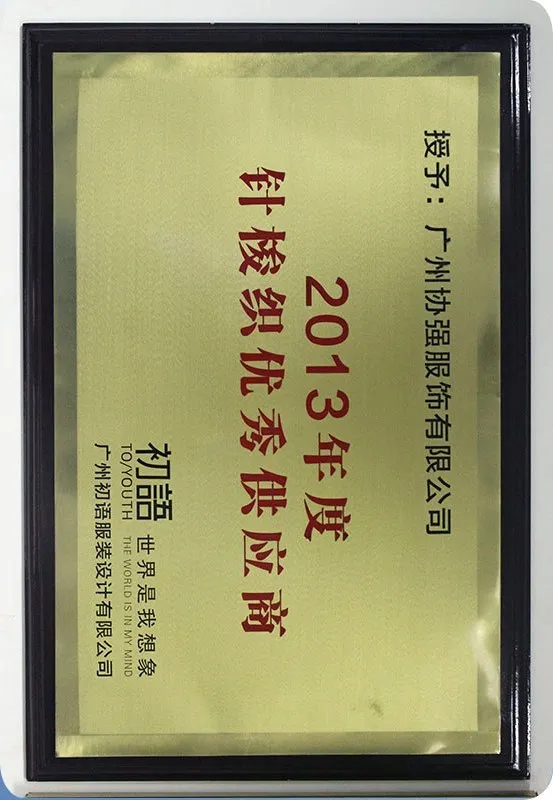 授予：广州协强服饰有限公司
2013年度
针梭织优秀供应商
初語 世界是我想象
TO/YOUTH THE WORLD IS IN MY MIND
广州初语服装设计有限公司